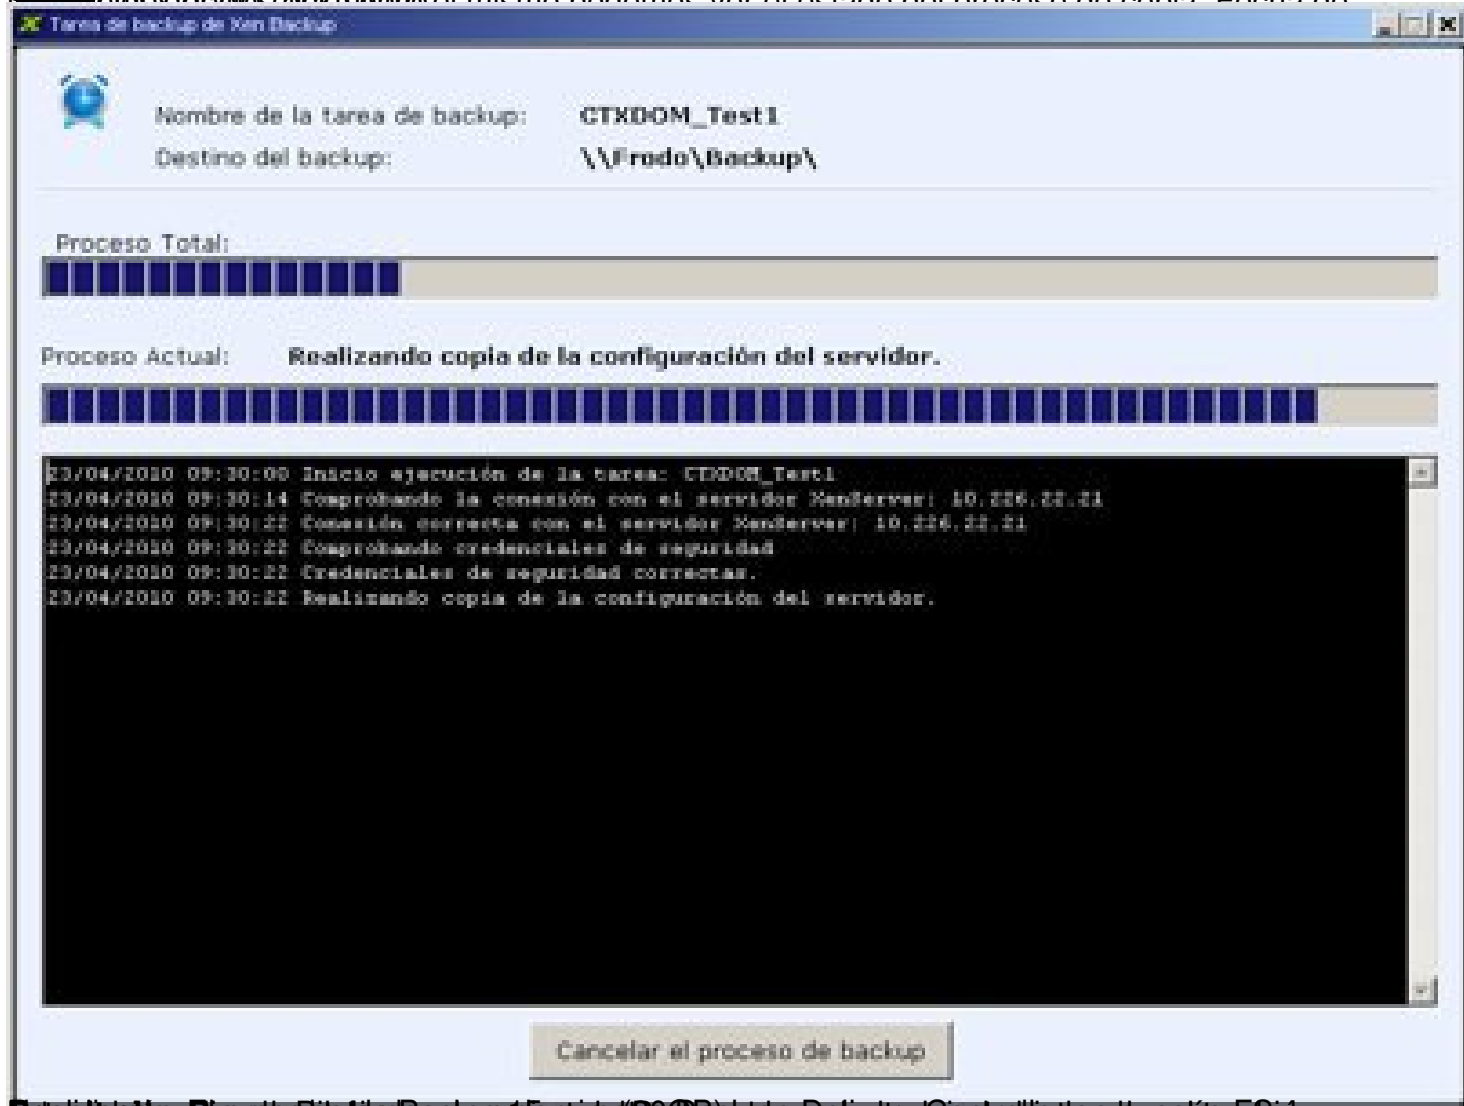 Tarea de backup de Xen Backup
Nombre de la tarea de backup: CTXDOM_Test1
Destino del backup: \\Frodo\Backup\
Proceso Total:
Proceso Actual: Realizando copia de la configuración del servidor.
23/04/2010 09:30:00 Inicio ejecución de la tarea: CTXDOM_Test1
23/04/2010 09:30:14 Comprobando la conexión con el servidor XenServer: 10.226.22.21
23/04/2010 09:30:22 Conexión correcta con el servidor XenServer: 10.226.22.21
23/04/2010 09:30:22 Comprobando credenciales de seguridad
23/04/2010 09:30:22 Credenciales de seguridad correctas.
23/04/2010 09:30:22 Realizando copia de la configuración del servidor.
Cancelar el proceso de backup